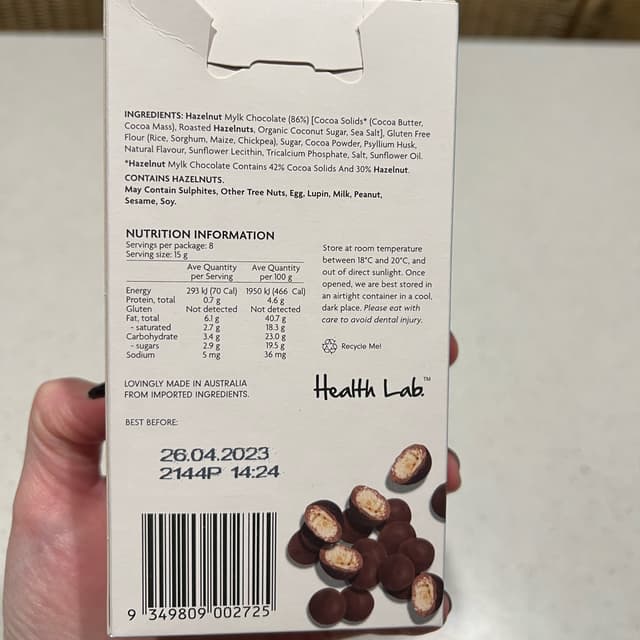 INGREDIENTS: Hazelnut Mylk Chocolate (86%) [Cocoa Solids* (Cocoa Butter,
Cocoa Mass), Roasted Hazelnuts, Organic Coconut Sugar, Sea Salt], Gluten Free
Flour (Rice, Sorghum, Maize, Chickpea), Sugar, Cocoa Powder, Psyllium Husk,
Natural Flavour, Sunflower Lecithin, Tricalcium Phosphate, Salt, Sunflower Oil.
*Hazelnut Mylk Chocolate Contains 42% Cocoa Solids And 30% Hazelnut.
CONTAINS HAZELNUTS.
May Contain Sulphites, Other Tree Nuts, Egg, Lupin, Milk, Peanut,
Sesame, Soy.
NUTRITION INFORMATION
Servings per package: 8
Serving size: 15 g
Ave Quantity Ave Quantity
per Serving per 100 g
Energy 293 kJ (70 Cal) 1950 kJ (466 Cal)
Protein, total 0.7 g 4.6 g
Gluten Not detected Not detected
Fat, total 6.1 g 40.7 g
- saturated 2.7 g 18.3 g
Carbohydrate 3.4 g 23.0 g
- sugars 2.9 g 19.5 g
Sodium 5 mg 36 mg
Store at room temperature
between 18°C and 20°C, and
out of direct sunlight. Once
opened, we are best stored in
an airtight container in a cool,
dark place. Please eat with
care to avoid dental injury.
Recycle Me!
LOVINGLY MADE IN AUSTRALIA
FROM IMPORTED INGREDIENTS.
Health Lab.™
BEST BEFORE:
26.04.2023
2144P 14:24
9 349809 002725